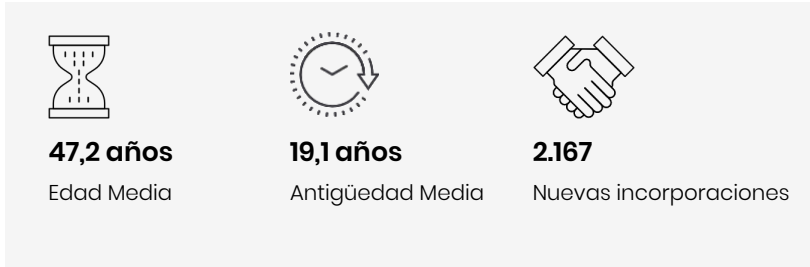 47,2 años
Edad Media
19,1 años
Antigüedad Media
2.167
Nuevas incorporaciones